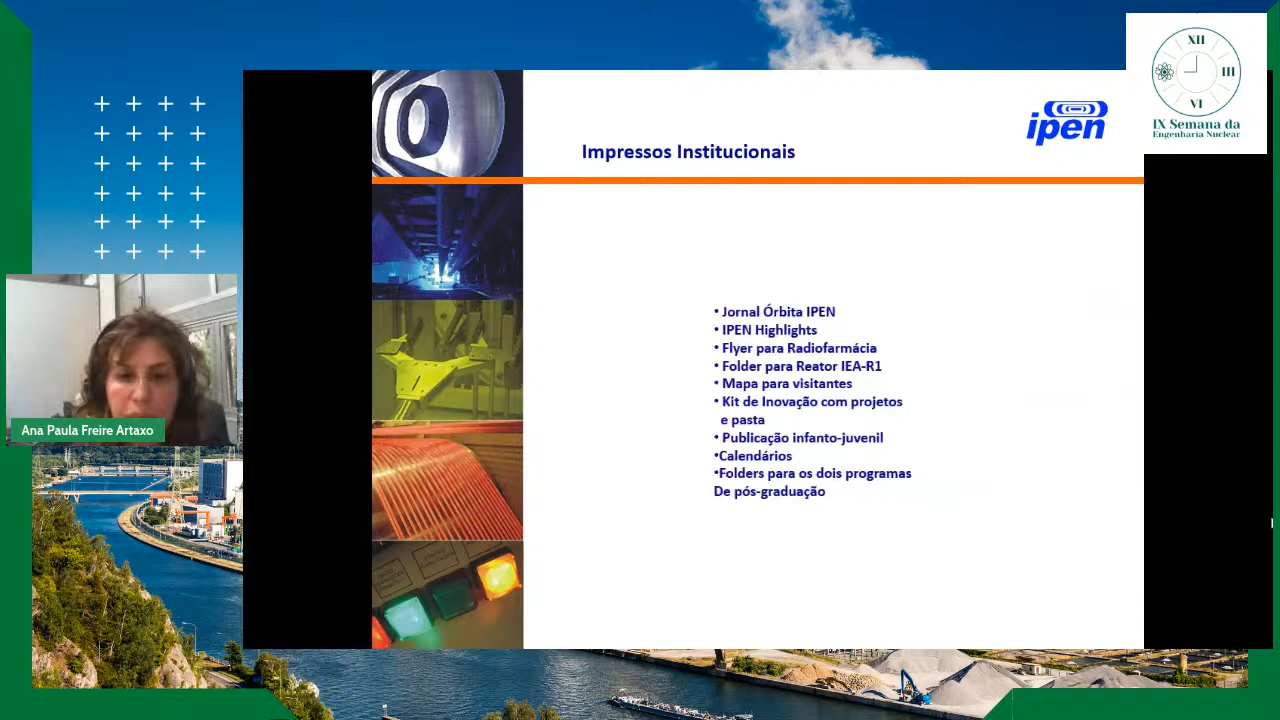 XII
III
VI
IX Semana da
Engenharia Nuclear
ipen
Impressos Institucionais
• Jornal Órbita IPEN
• IPEN Highlights
• Flyer para Radiofarmácia
• Folder para Reator IEA-R1
• Mapa para visitantes
• Kit de Inovação com projetos
e pasta
• Publicação infanto-juvenil
•Calendários
•Folders para os dois programas
De pós-graduação
Ana Paula Freire Artaxo